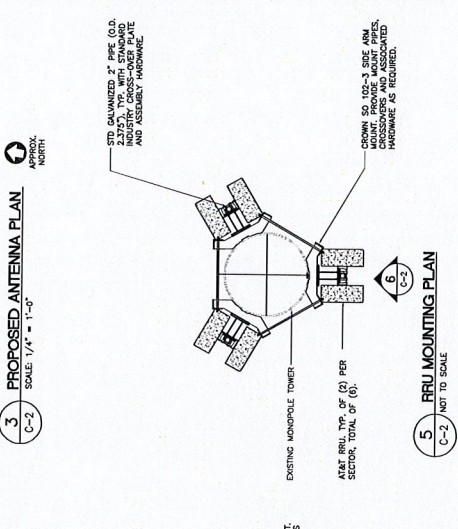 3
C-2
PROPOSED ANTENNA PLAN
SCALE: 1/4" = 1'-0"
APPROX.
NORTH
STD GALVANIZED 2" PIPE (O.D.
2.375"), TYP. WITH STANDARD
INDUSTRY CROSS-OVER PLATE
AND ASSEMBLY HARDWARE.
EXISTING MONOPOLE TOWER
AT&T RRU, TYP. OF (2) PER
SECTOR, TOTAL OF (6).
CROWN SO 102-3 SIDE ARM
MOUNT. PROVIDE MOUNT PIPES,
CROSSOVERS AND ASSOCIATED
HARDWARE AS REQUIRED.
6
C-2
5
C-2
RRU MOUNTING PLAN
NOT TO SCALE